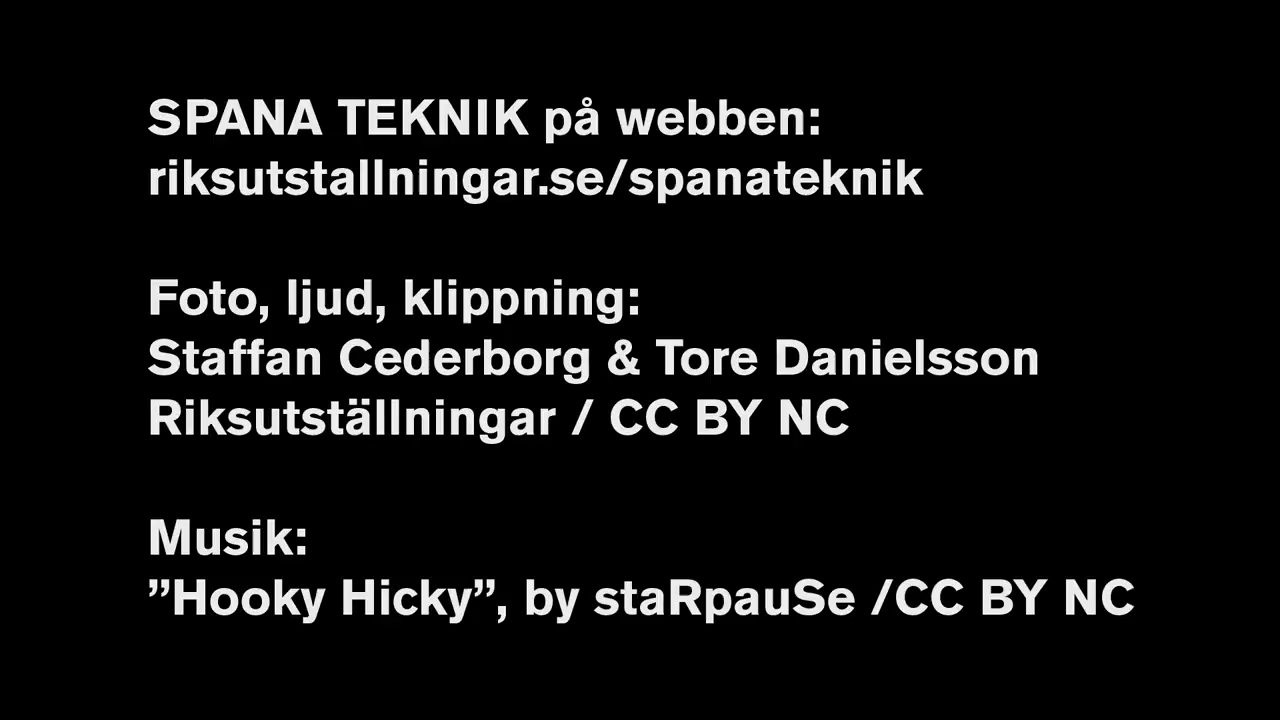 SPANA TEKNIK på webben:
riksutstallningar.se/spanateknik
Foto, ljud, klippning:
Staffan Cederborg & Tore Danielsson
Riksutställningar / CC BY NC
Musik:
”Hooky Hicky”, by staRpauSe /CC BY NC